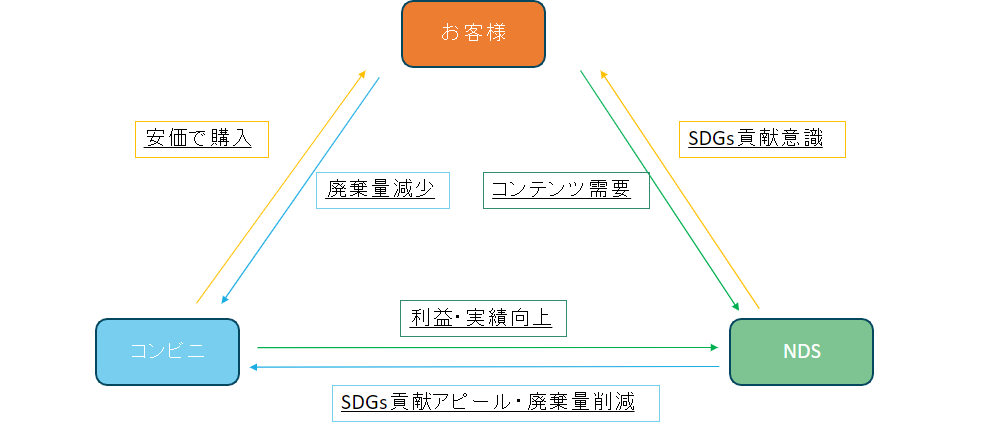 お客様
安価で購入
SDGs貢献意識
廃棄量減少
コンテンツ需要
利益・実績向上
コンビニ
NDS
SDGs貢献アピール・廃棄量削減